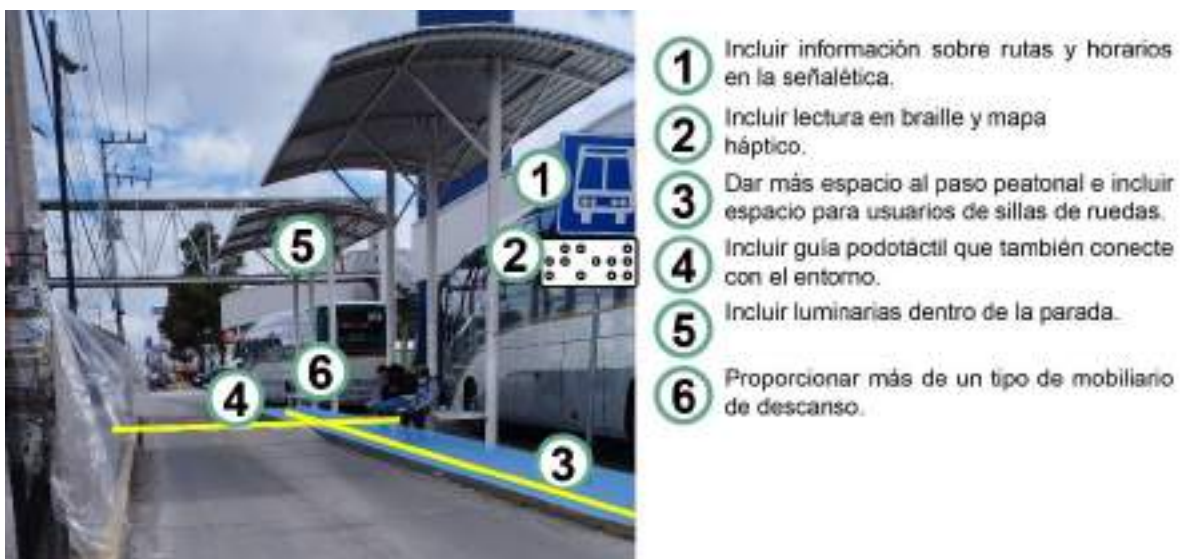 1 Incluir información sobre rutas y horarios
en la señalética.
2 Incluir lectura en braille y mapa
háptico.
3 Dar más espacio al paso peatonal e incluir
espacio para usuarios de sillas de ruedas.
4 Incluir guía podotáctil que también conecte
con el entorno.
5 Incluir luminarias dentro de la parada.
6 Proporcionar más de un tipo de mobiliario
de descanso.
1
2
5
6
4
3